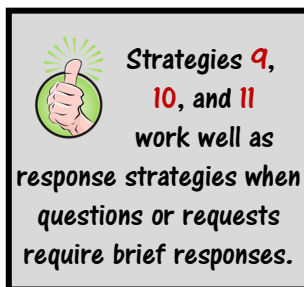 Strategies 9,
10, and 11
work well as
response strategies when
questions or requests
require brief responses.